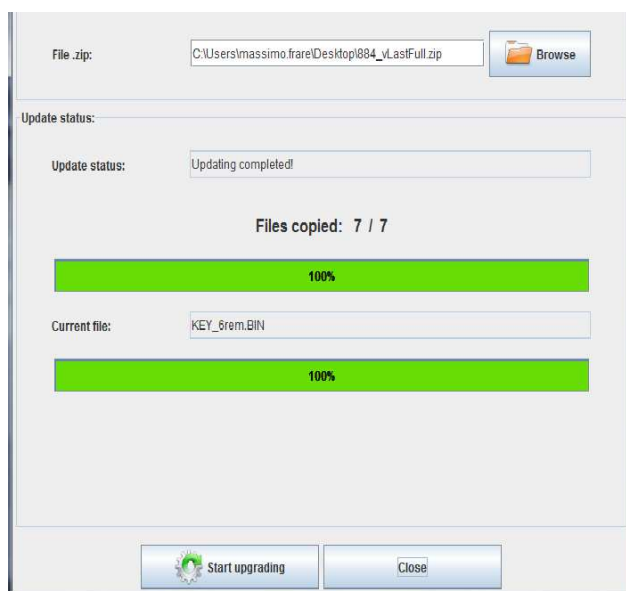 File .zip: C:\Users\massimo.frare\Desktop\884_vLastFull.zip Browse
Update status:
Update status: Updating completed!
Files copied: 7 / 7
100%
Current file: KEY_6rem.BIN
100%
Start upgrading Close